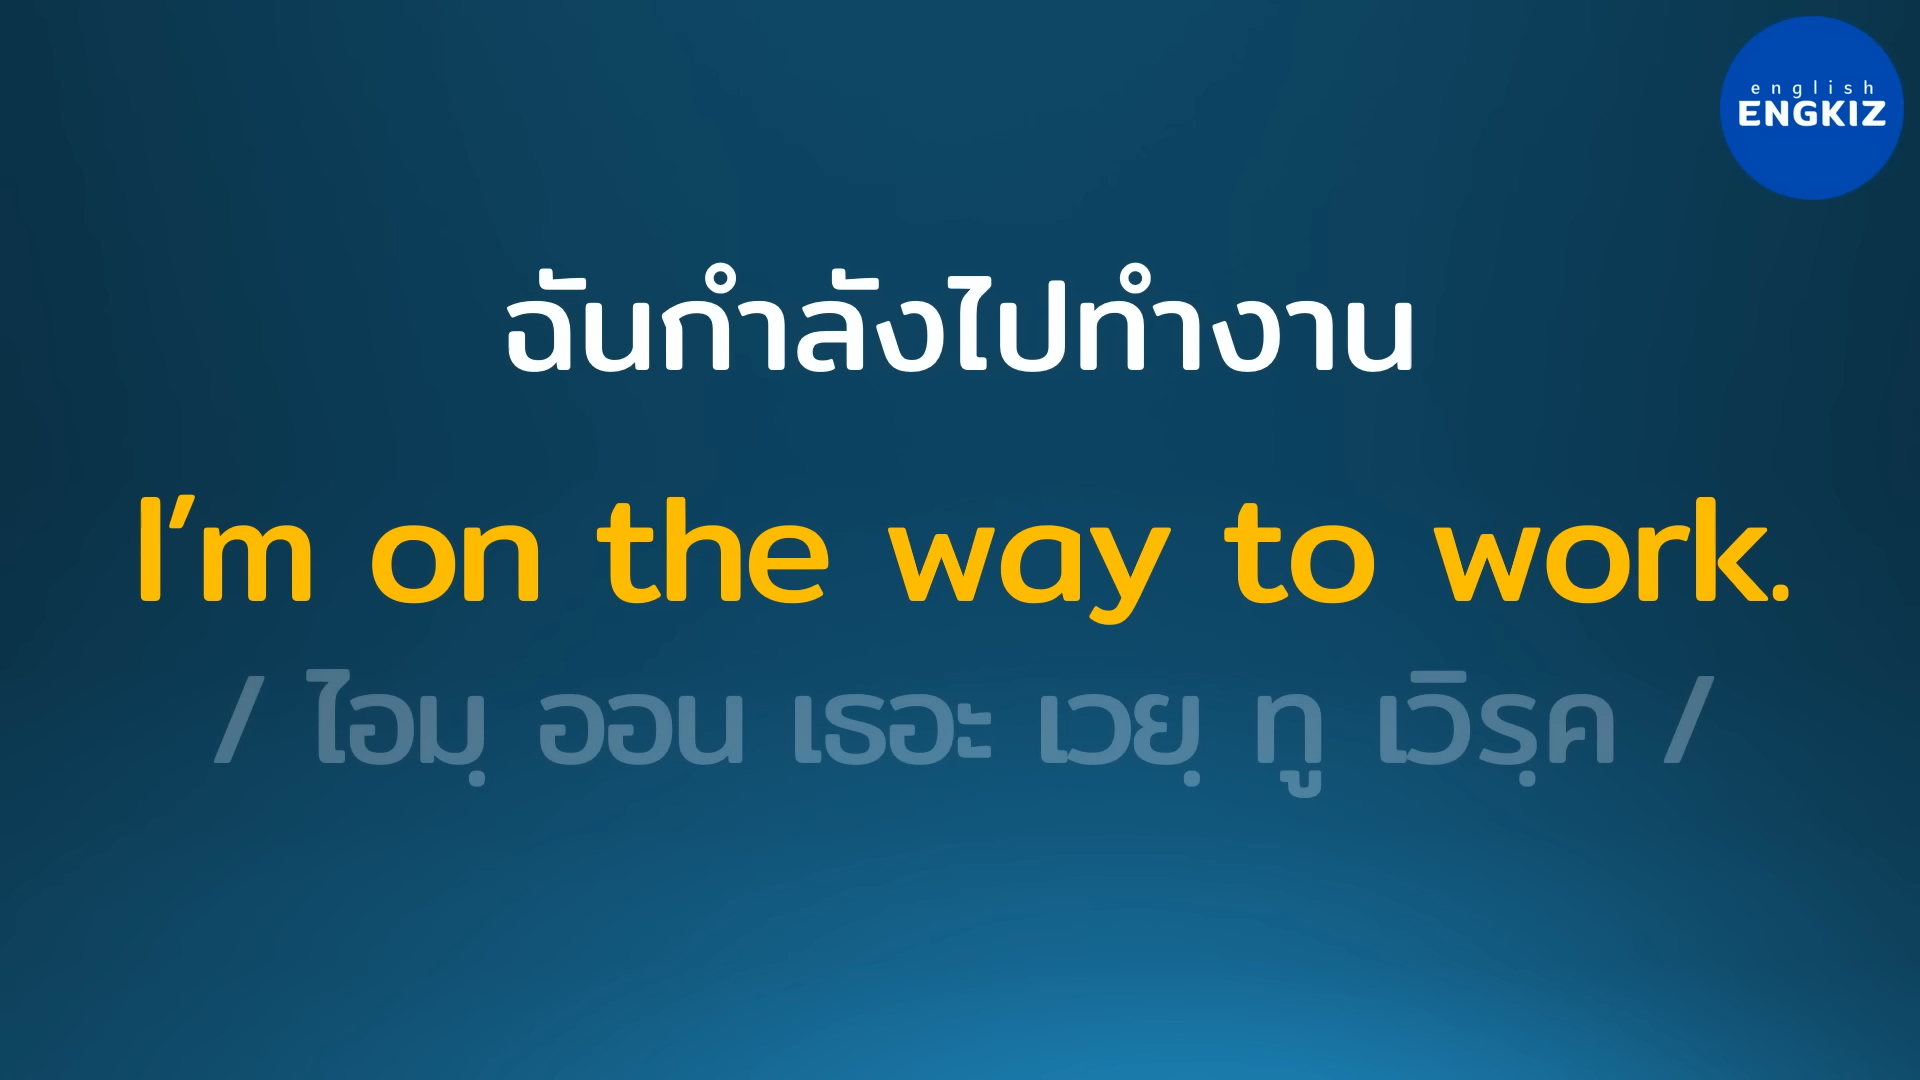 english
ENGKIZ
ฉันกำลังไปทำงาน
I’m on the way to work.
/ ไอมฺ ออน เธอะ เวยฺ ทู เวิรฺค /